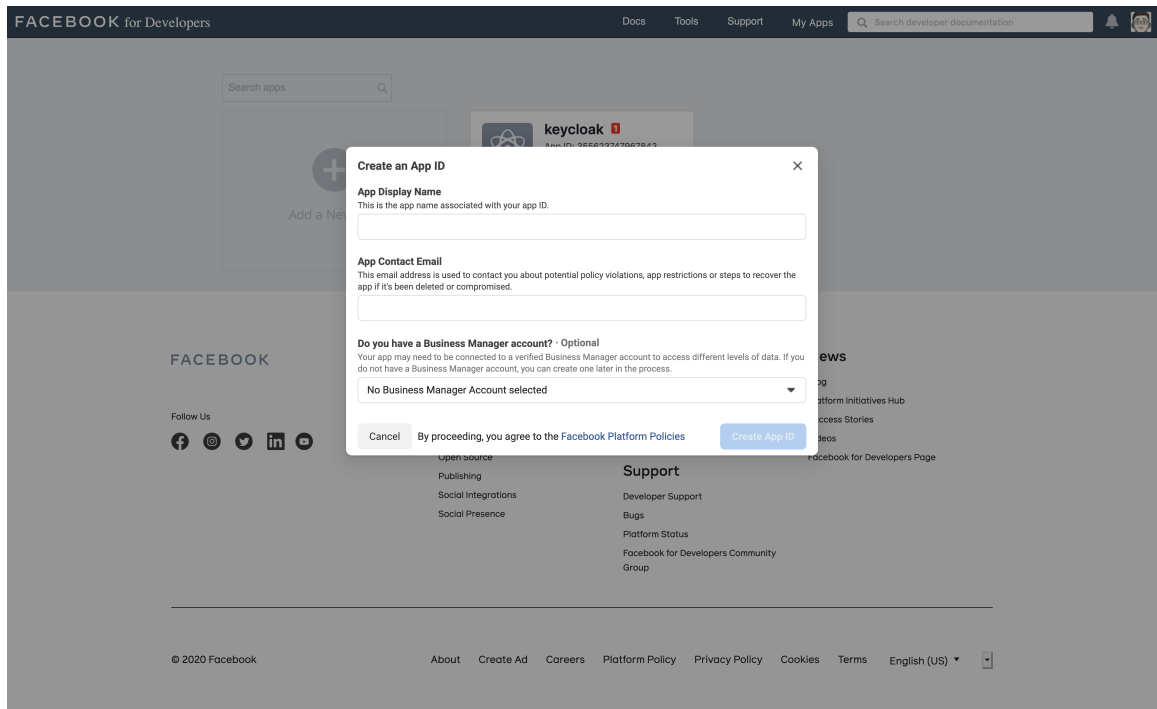 FACEBOOK for Developers
Docs
Tools
Support
My Apps
Search developer documentation
Search apps
keycloak 1
App ID: 355623747967843
Add a New
Create an App ID
App Display Name
This is the app name associated with your app ID.
App Contact Email
This email address is used to contact you about potential policy violations, app restrictions or steps to recover the
app if it's been deleted or compromised.
Do you have a Business Manager account? · Optional
Your app may need to be connected to a verified Business Manager account to access different levels of data. If you
do not have a Business Manager account, you can create one later in the process.
No Business Manager Account selected
Cancel
By proceeding, you agree to the Facebook Platform Policies
Create App ID
FACEBOOK
Follow Us
Open Source
Publishing
Social Integrations
Social Presence
Support
Developer Support
Bugs
Platform Status
Facebook for Developers Community
Group
ews
og
atform Initiatives Hub
ccess Stories
deos
Facebook for Developers Page
© 2020 Facebook
About
Create Ad
Careers
Platform Policy
Privacy Policy
Cookies
Terms
English (US)